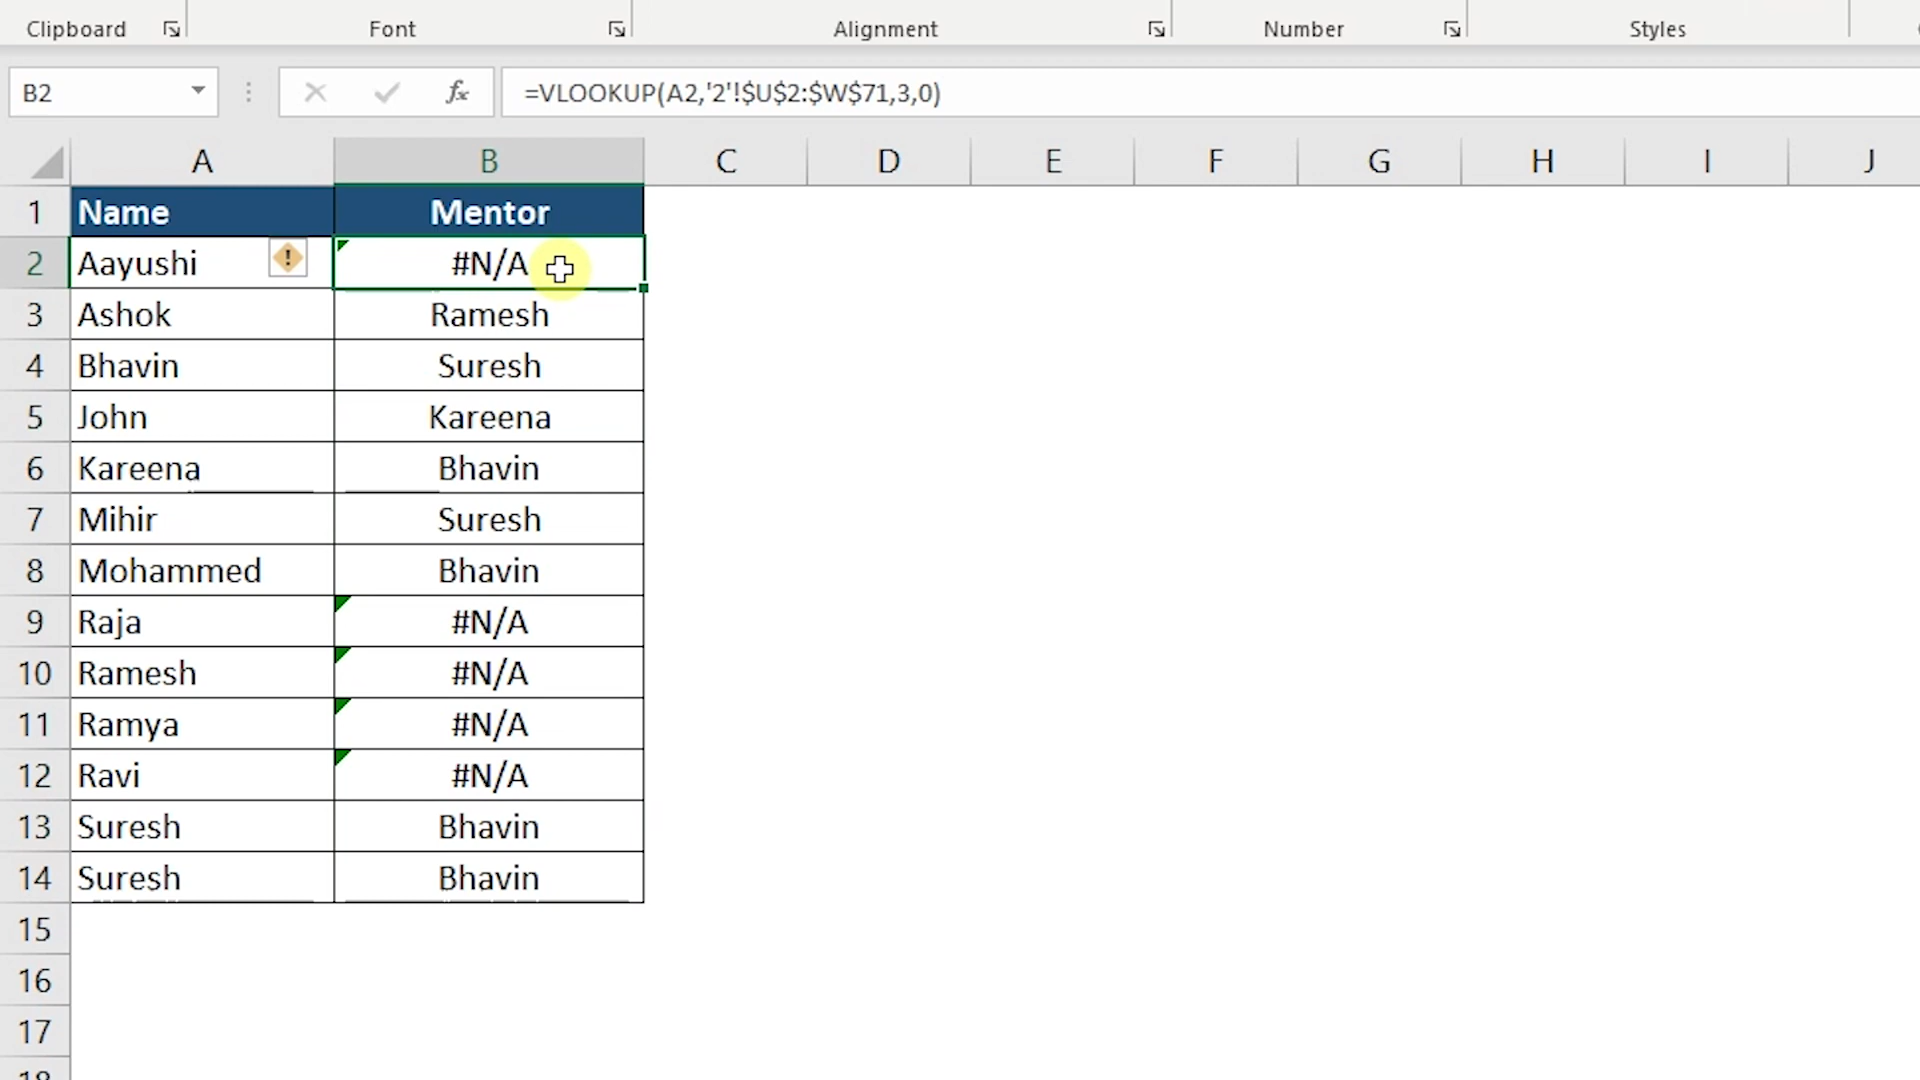 Clipboard Font Alignment Number Styles
B2 fx =VLOOKUP(A2,'2'!$U$2:$W$71,3,0)
A B C D E F G H I J
1 Name Mentor
2 Aayushi #N/A
3 Ashok Ramesh
4 Bhavin Suresh
5 John Kareena
6 Kareena Bhavin
7 Mihir Suresh
8 Mohammed Bhavin
9 Raja #N/A
10 Ramesh #N/A
11 Ramya #N/A
12 Ravi #N/A
13 Suresh Bhavin
14 Suresh Bhavin
15
16
17
18